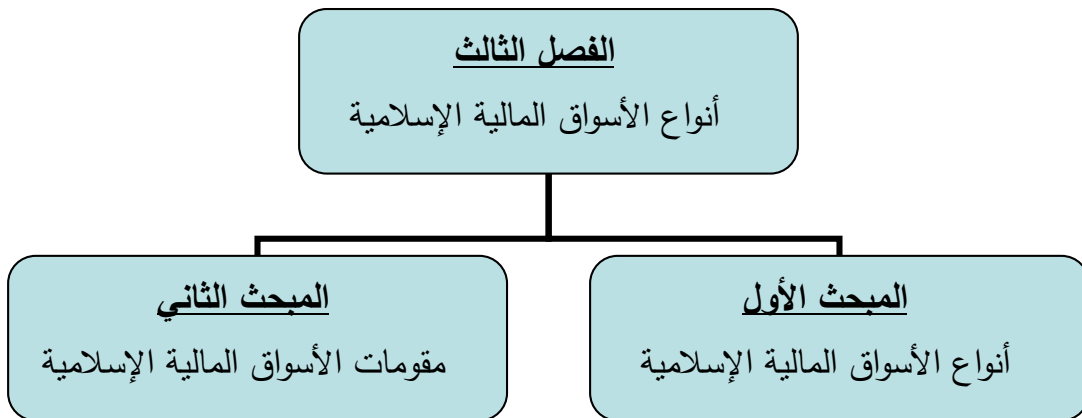 الفصل الثالث
أنواع الأسواق المالية الإسلامية
المبحث الأول
أنواع الأسواق المالية الإسلامية
المبحث الثاني
مقومات الأسواق المالية الإسلامية